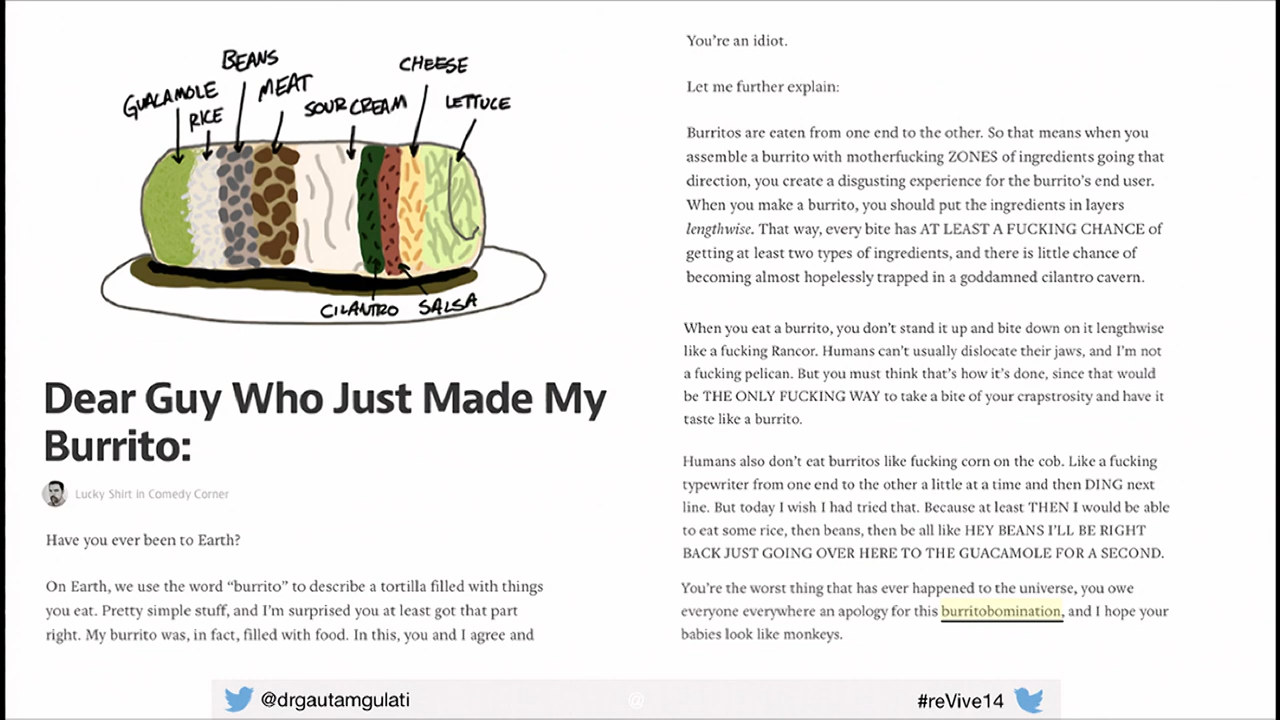 BEANS
CHEESE
GUACAMOLE
MEAT
RICE
SOUR CREAM
LETTUCE
CILANTRO
SALSA
Dear Guy Who Just Made My
Burrito:
Lucky Shirt in Comedy Corner
Have you ever been to Earth?
On Earth, we use the word “burrito” to describe a tortilla filled with things
you eat. Pretty simple stuff, and I’m surprised you at least got that part
right. My burrito was, in fact, filled with food. In this, you and I agree and
You’re an idiot.
Let me further explain:
Burritos are eaten from one end to the other. So that means when you
assemble a burrito with motherfucking ZONES of ingredients going that
direction, you create a disgusting experience for the burrito’s end user.
When you make a burrito, you should put the ingredients in layers
lengthwise. That way, every bite has AT LEAST A FUCKING CHANCE of
getting at least two types of ingredients, and there is little chance of
becoming almost hopelessly trapped in a goddamned cilantro cavern.
When you eat a burrito, you don’t stand it up and bite down on it lengthwise
like a fucking Rancor. Humans can’t usually dislocate their jaws, and I’m not
a fucking pelican. But you must think that’s how it’s done, since that would
be THE ONLY FUCKING WAY to take a bite of your crapstrosity and have it
taste like a burrito.
Humans also don’t eat burritos like fucking corn on the cob. Like a fucking
typewriter from one end to the other a little at a time and then DING next
line. But today I wish I had tried that. Because at least THEN I would be able
to eat some rice, then beans, then be all like HEY BEANS I’LL BE RIGHT
BACK JUST GOING OVER HERE TO THE GUACAMOLE FOR A SECOND.
You’re the worst thing that has ever happened to the universe, you owe
everyone everywhere an apology for this burritobomination, and I hope your
babies look like monkeys.
@drgautamgulati
@
#reVive14